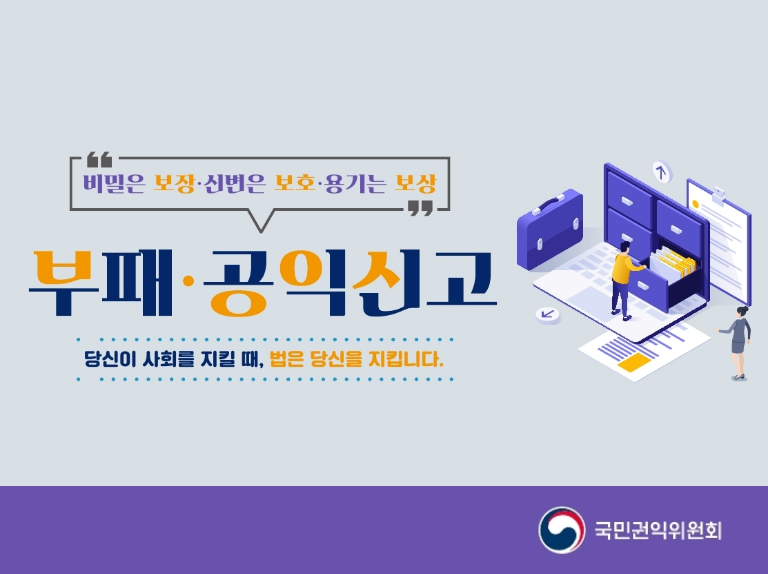 비밀은 보장·신변은 보호·용기는 보상
부패·공익신고
당신이 사회를 지킬 때, 법은 당신을 지킵니다.
국민권익위원회